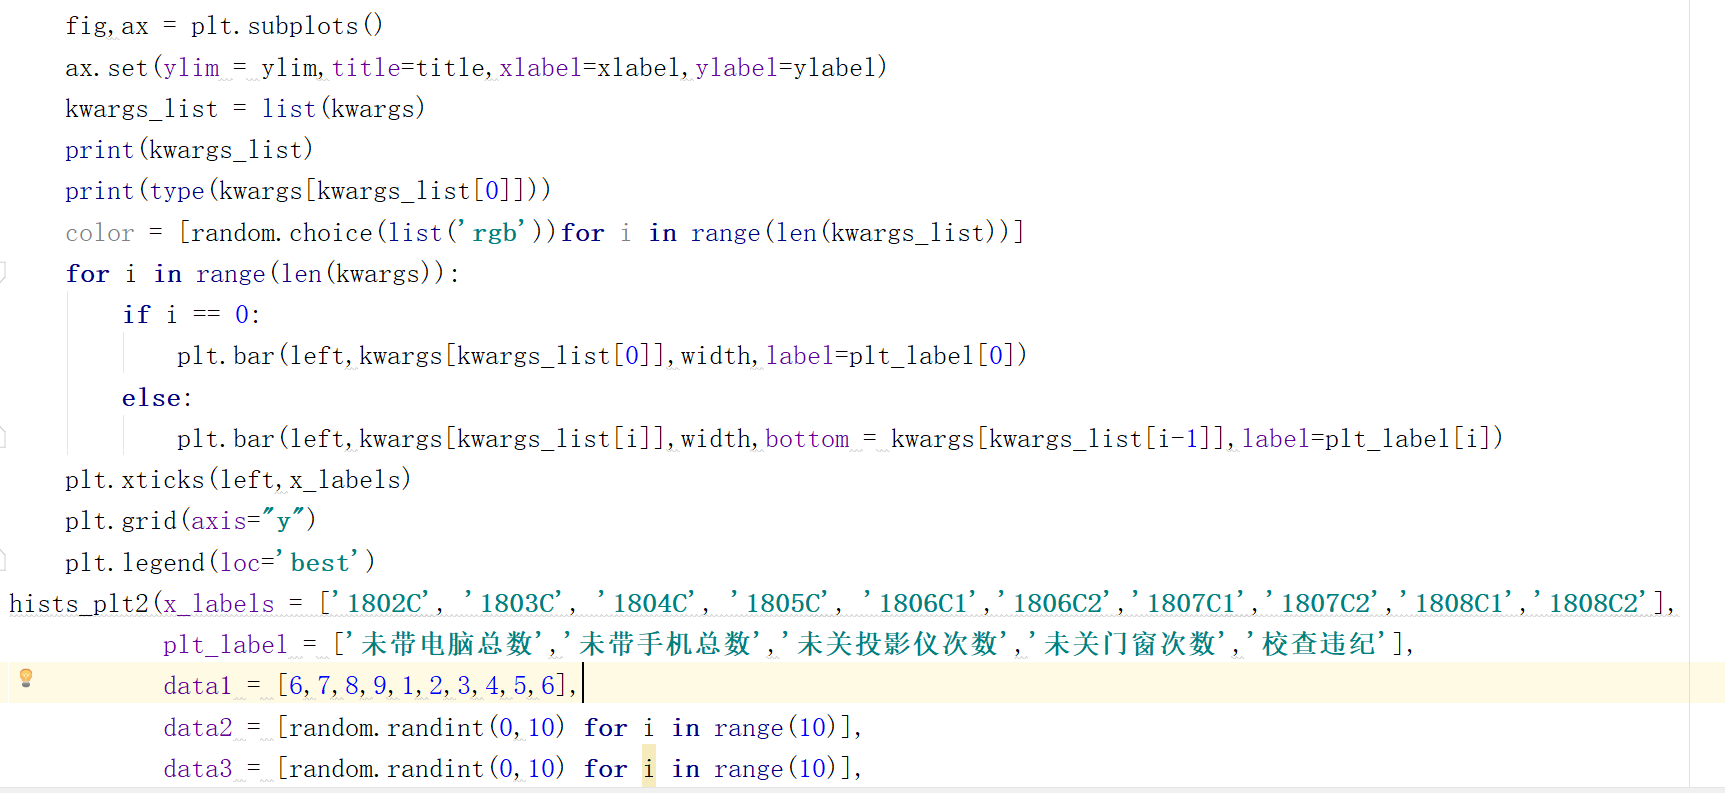 fig,ax = plt.subplots()
ax.set(ylim = ylim,title=title,xlabel=xlabel,ylabel=ylabel)
kwargs_list = list(kwargs)
print(kwargs_list)
print(type(kwargs[kwargs_list[0]]))
color = [random.choice(list('rgb'))for i in range(len(kwargs_list))]
for i in range(len(kwargs)):
if i == 0:
plt.bar(left,kwargs[kwargs_list[0]],width,label=plt_label[0])
else:
plt.bar(left,kwargs[kwargs_list[i]],width,bottom = kwargs[kwargs_list[i-1]],label=plt_label[i])
plt.xticks(left,x_labels)
plt.grid(axis="y")
plt.legend(loc='best')
hists_plt2(x_labels = ['1802C', '1803C', '1804C', '1805C', '1806C1','1806C2','1807C1','1807C2','1808C1','1808C2'],
plt_label = ['未带电脑总数','未带手机总数','未关投影仪次数','未关门窗次数','校查违纪'],
data1 = [6,7,8,9,1,2,3,4,5,6],
data2 = [random.randint(0,10) for i in range(10)],
data3 = [random.randint(0,10) for i in range(10)],